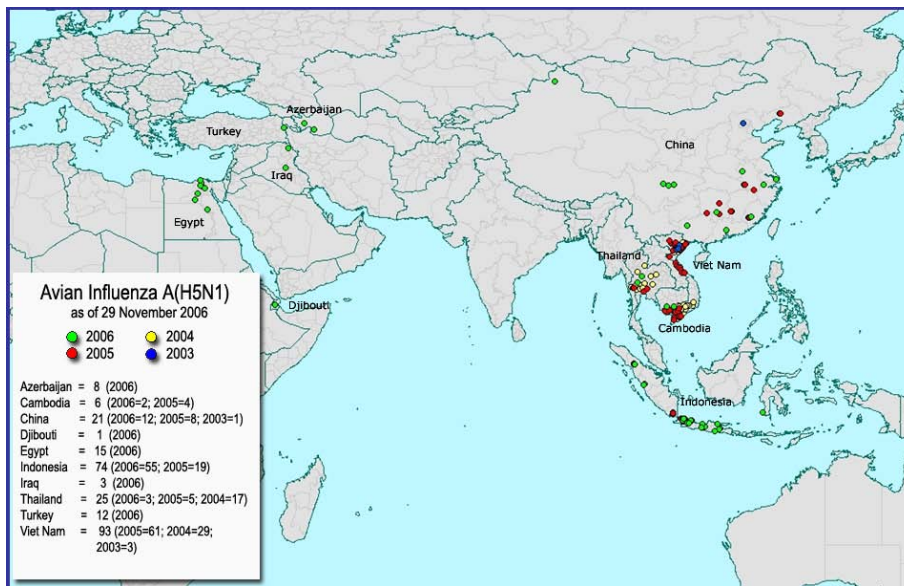 Azerbaijan
Turkey
China
Iraq
Egypt
Thailand
Viet Nam
Djibouti
Cambodia
Indonesia
Avian Influenza A(H5N1)
as of 29 November 2006
2006
2004
2005
2003
Azerbaijan = 8 (2006)
Cambodia = 6 (2006=2; 2005=4)
China = 21 (2006=12; 2005=8; 2003=1)
Djibouti = 1 (2006)
Egypt = 15 (2006)
Indonesia = 74 (2006=55; 2005=19)
Iraq = 3 (2006)
Thailand = 25 (2006=3; 2005=5; 2004=17)
Turkey = 12 (2006)
Viet Nam = 93 (2005=61; 2004=29;
2003=3)